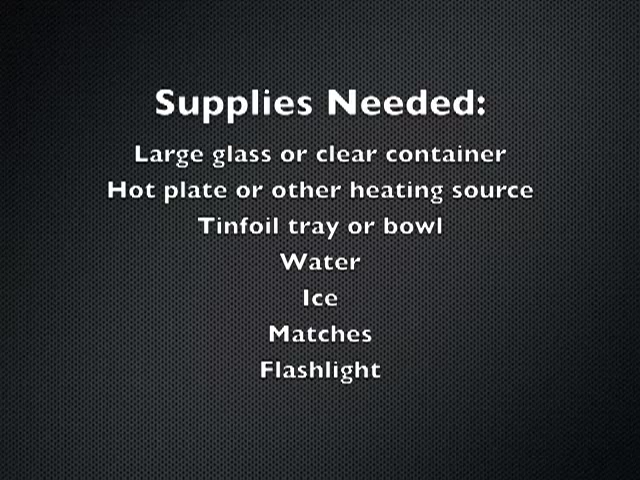 Supplies Needed:
Large glass or clear container
Hot plate or other heating source
Tinfoil tray or bowl
Water
Ice
Matches
Flashlight